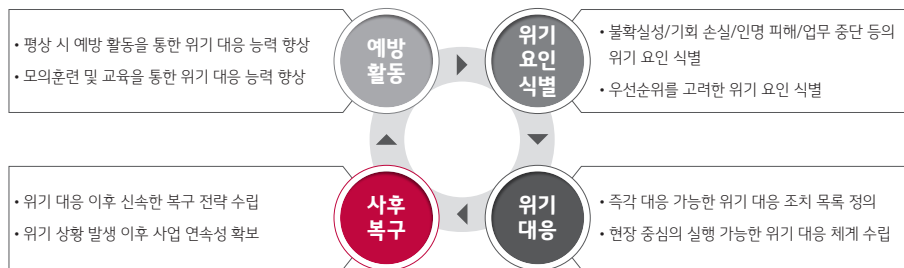 • 평상 시 예방 활동을 통한 위기 대응 능력 향상
• 모의훈련 및 교육을 통한 위기 대응 능력 향상
예방
활동
위기
요인
식별
• 불확실성/기회 손실/인명 피해/업무 중단 등의
위기 요인 식별
• 우선순위를 고려한 위기 요인 식별
• 위기 대응 이후 신속한 복구 전략 수립
• 위기 상황 발생 이후 사업 연속성 확보
사후
복구
위기
대응
• 즉각 대응 가능한 위기 대응 조치 목록 정의
• 현장 중심의 실행 가능한 위기 대응 체계 수립